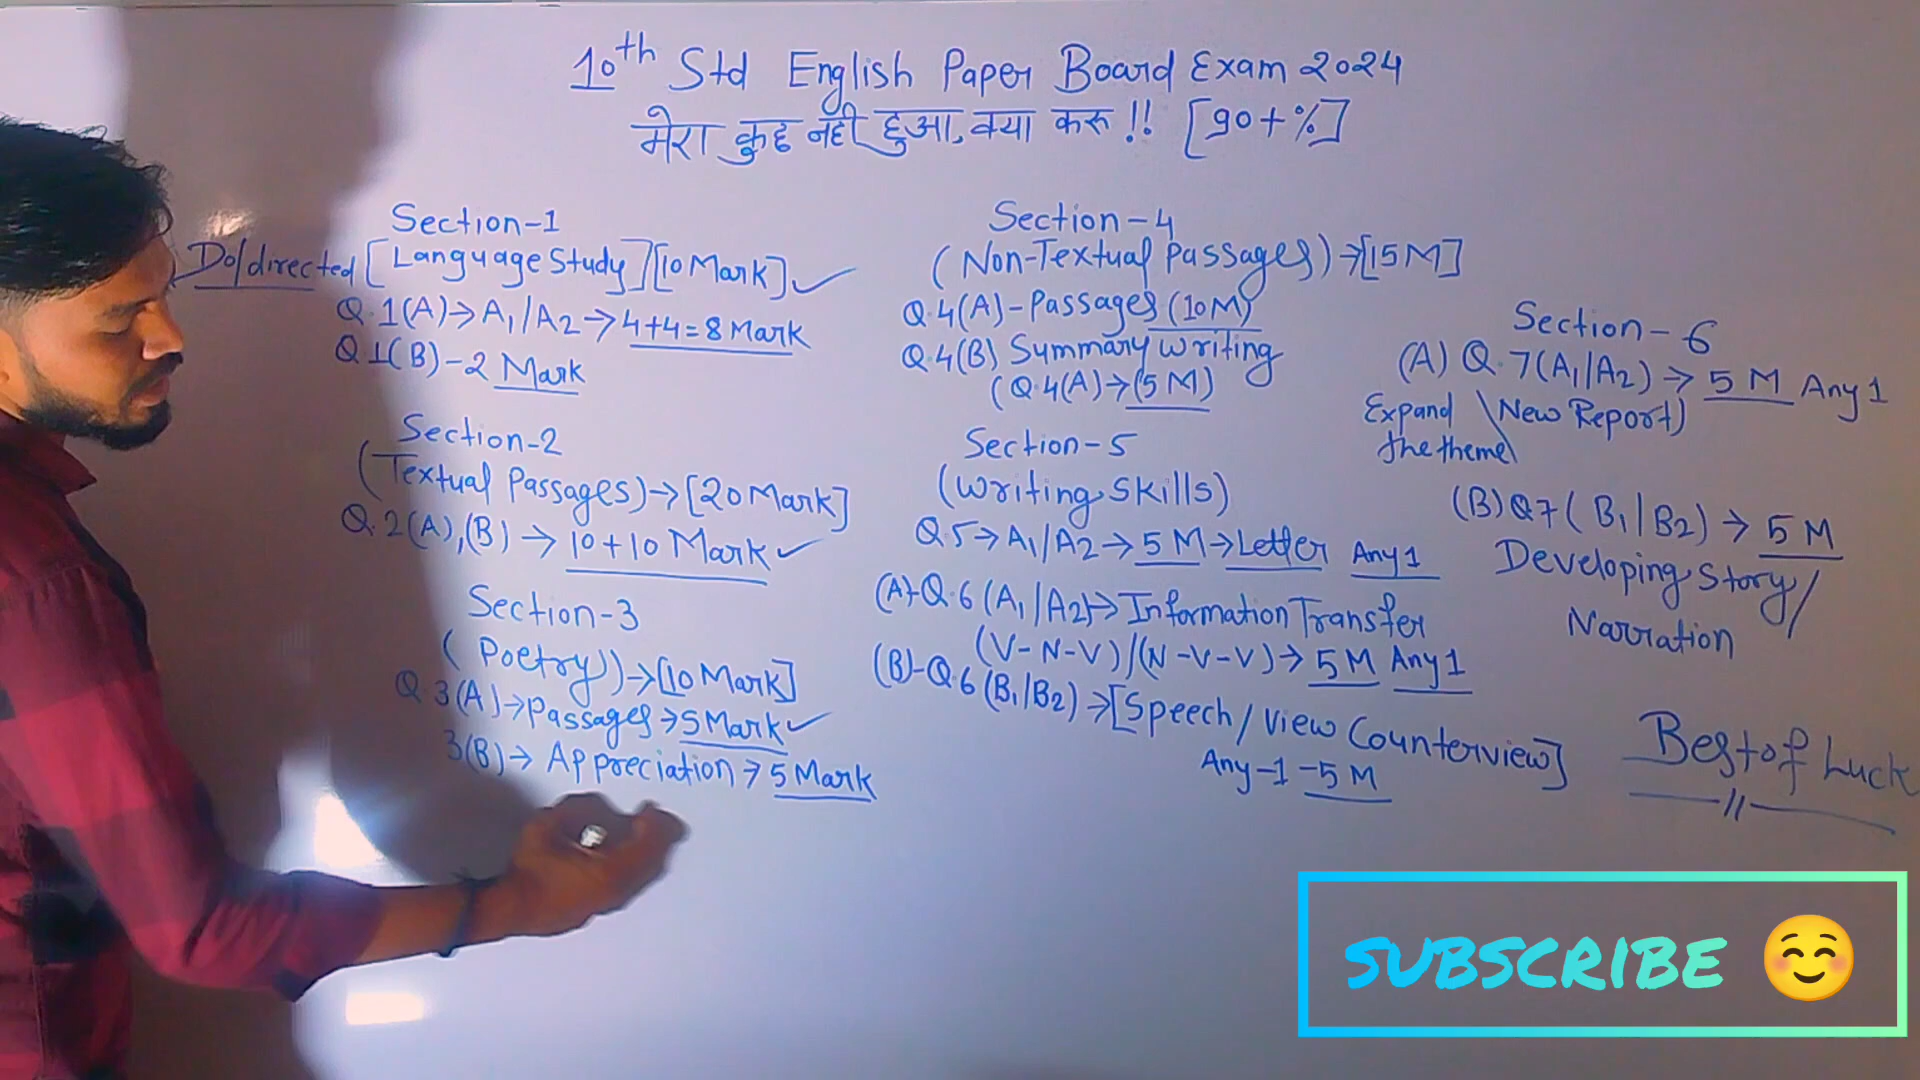 10th Std English Paper Board Exam 2024
मेरा कुछ नही हुआ, क्या करू !! [90+%]
Section-1
Do/directed [Language Study] [10 Mark] ✓
Q.1(A)→A1/A2→4+4=8 Mark
Q1(B)-2 Mark
Section-2
(Textual Passages)→[20 Mark]
Q.2(A),(B)→10+10 Mark ✓
Section-3
(Poetry))→[10 Mark]
Q.3(A)→Passages→5 Mark ✓
3(B)→Appreciation→5 Mark
Section-4
(Non-Textual Passages)→[15 M]
Q.4(A)-Passages (10M)
Q.4(B) Summary Writing
(Q.4(A)→(5 M)
Section-5
(Writing Skills)
Q.5→A1/A2→5 M→Letter Any 1
(A)-Q.6(A1/A2)→Information Transfer
(V-N-V)/(N-V-V)→5 M Any 1
(B)-Q.6(B1/B2)→[Speech/View Counterview]
Any-1-5 M
Section-6
(A) Q.7(A1/A2)→5 M Any 1
Expand \ New Report)
the theme
(B) Q7(B1/B2)→5 M
Developing Story/
Narration
Best of Luck
SUBSCRIBE ☺️